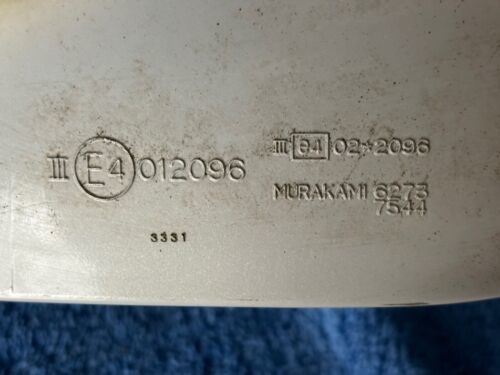 III E4 012096
III e4 02*2096
MURAKAMI 6273
7544
3331